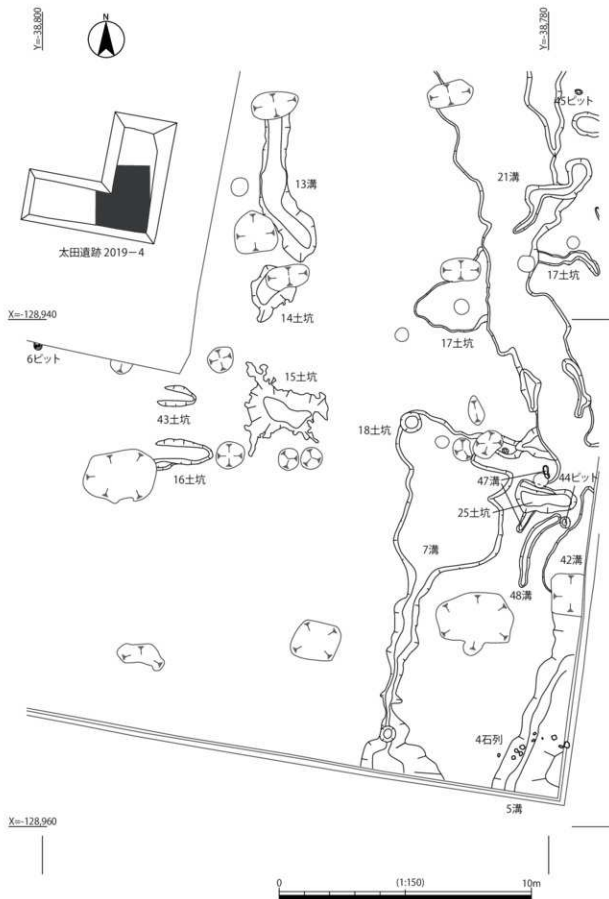 Y=-38,800
Y=-38,780
N
45ピット
13溝
21溝
太田遺跡 2019－4
17土坑
14土坑
X=-128,940
17土坑
6ピット
15土坑
43土坑
18土坑
16土坑
47溝
44ピット
25土坑
7溝
42溝
48溝
4石列
5溝
X=-128,960
0
(1:150)
10m